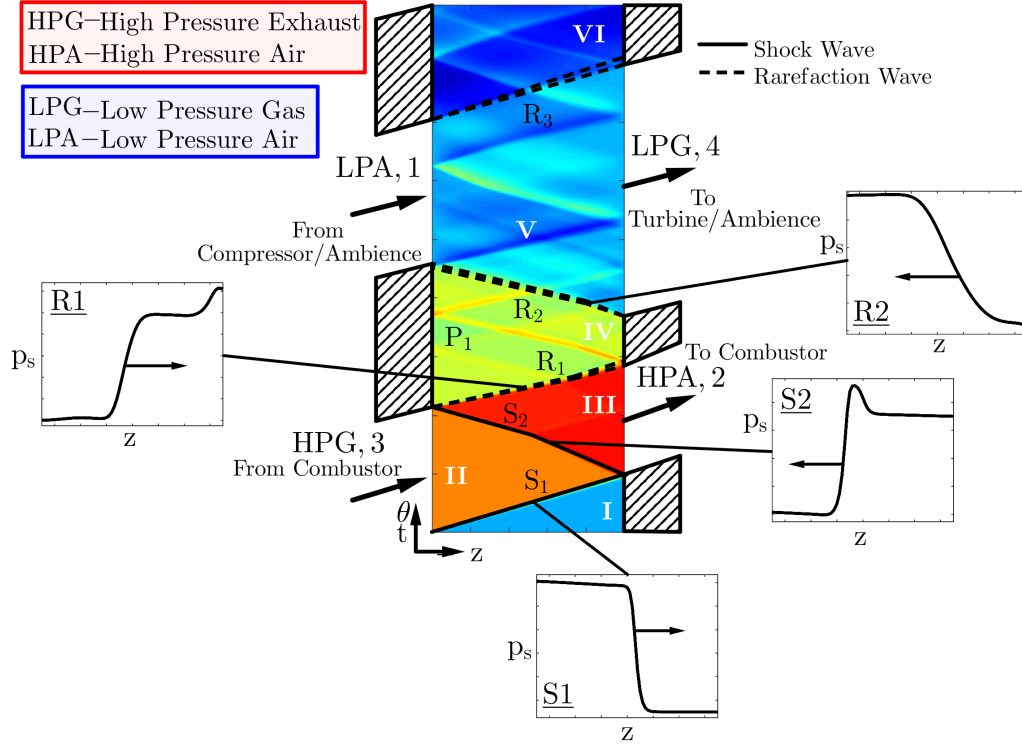 HPG–High Pressure Exhaust
HPA–High Pressure Air
LPG–Low Pressure Gas
LPA–Low Pressure Air
VI
Shock Wave
Rarefaction Wave
R3
LPA, 1
LPG, 4
From
Compressor/Ambience
V
To
Turbine/Ambience
ps
R2
z
R1
ps
z
R2
P1
IV
R1
To Combustor
HPA, 2
III
S2
HPG, 3
From Combustor
II
S1
I
S2
ps
z
θ
t
z
ps
S1
z